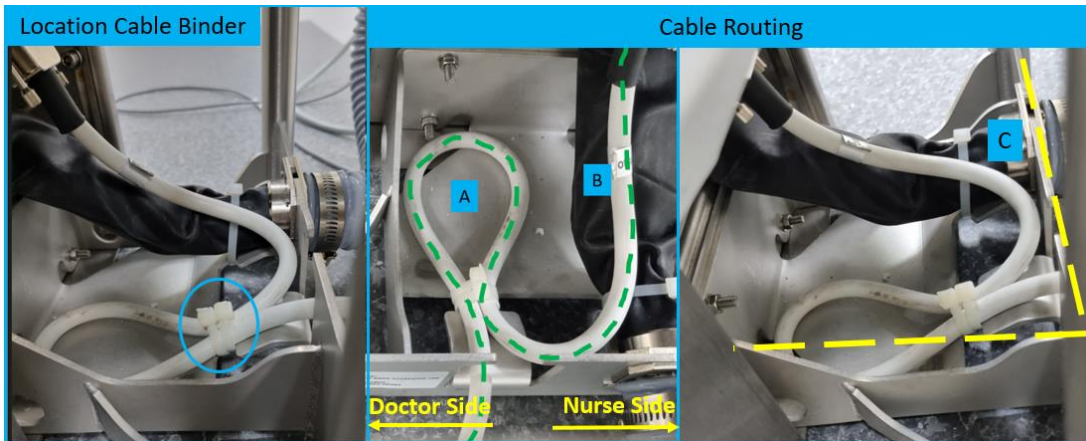 Location Cable Binder
Cable Routing
A
B
C
Doctor Side
Nurse Side